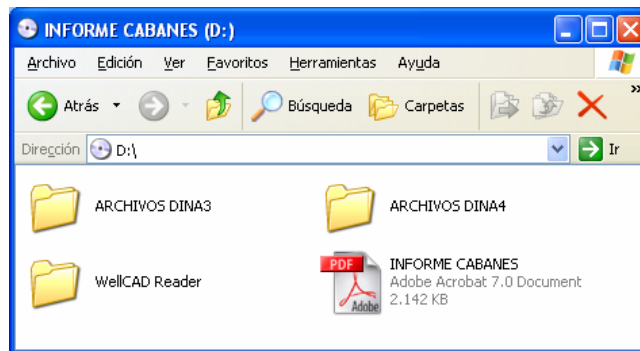 INFORME CABANES (D:)
Archivo Edición Ver Favoritos Herramientas Ayuda
Atrás Búsqueda Carpetas »
Dirección D:\ Ir
ARCHIVOS DINA3 ARCHIVOS DINA4
WellCAD Reader
PDF Adobe
INFORME CABANES
Adobe Acrobat 7.0 Document
2.142 KB